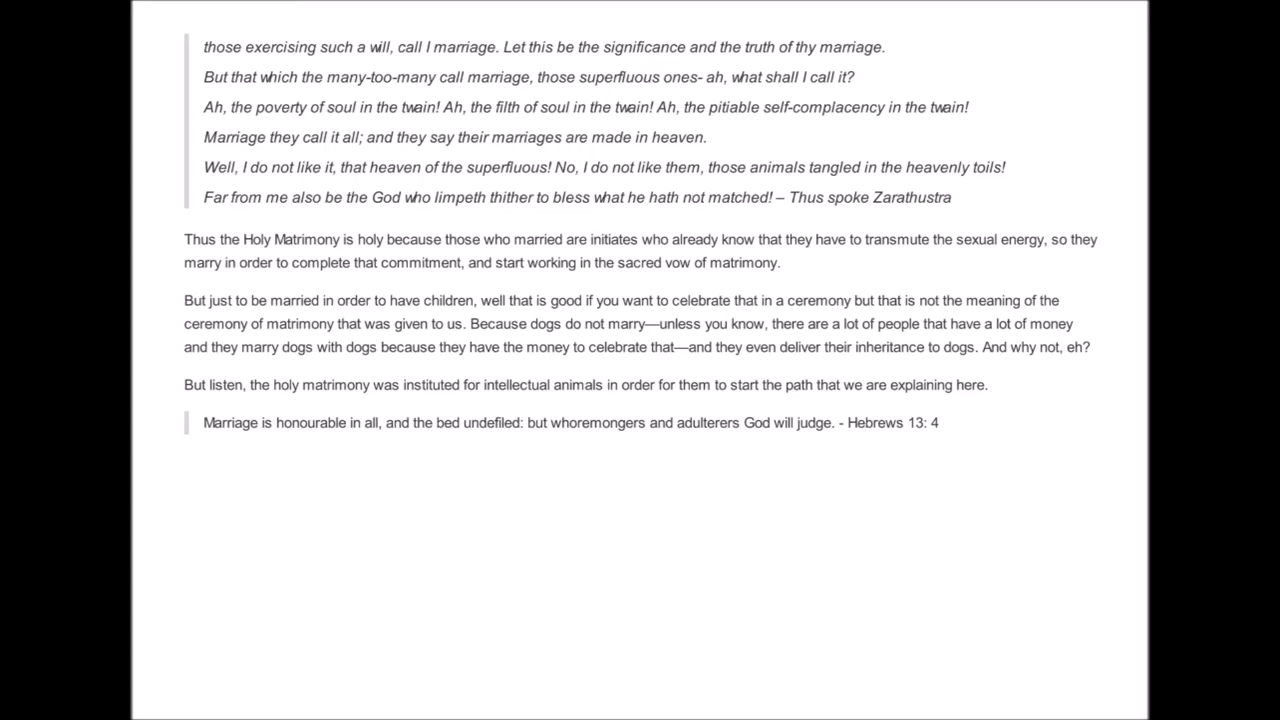 those exercising such a will, call I marriage. Let this be the significance and the truth of thy marriage.
But that which the many-too-many call marriage, those superfluous ones- ah, what shall I call it?
Ah, the poverty of soul in the twain! Ah, the filth of soul in the twain! Ah, the pitiable self-complacency in the twain!
Marriage they call it all; and they say their marriages are made in heaven.
Well, I do not like it, that heaven of the superfluous! No, I do not like them, those animals tangled in the heavenly toils!
Far from me also be the God who limpeth thither to bless what he hath not matched! – Thus spoke Zarathustra
Thus the Holy Matrimony is holy because those who married are initiates who already know that they have to transmute the sexual energy, so they
marry in order to complete that commitment, and start working in the sacred vow of matrimony.
But just to be married in order to have children, well that is good if you want to celebrate that in a ceremony but that is not the meaning of the
ceremony of matrimony that was given to us. Because dogs do not marry—unless you know, there are a lot of people that have a lot of money
and they marry dogs with dogs because they have the money to celebrate that—and they even deliver their inheritance to dogs. And why not, eh?
But listen, the holy matrimony was instituted for intellectual animals in order for them to start the path that we are explaining here.
Marriage is honourable in all, and the bed undefiled: but whoremongers and adulterers God will judge. - Hebrews 13: 4